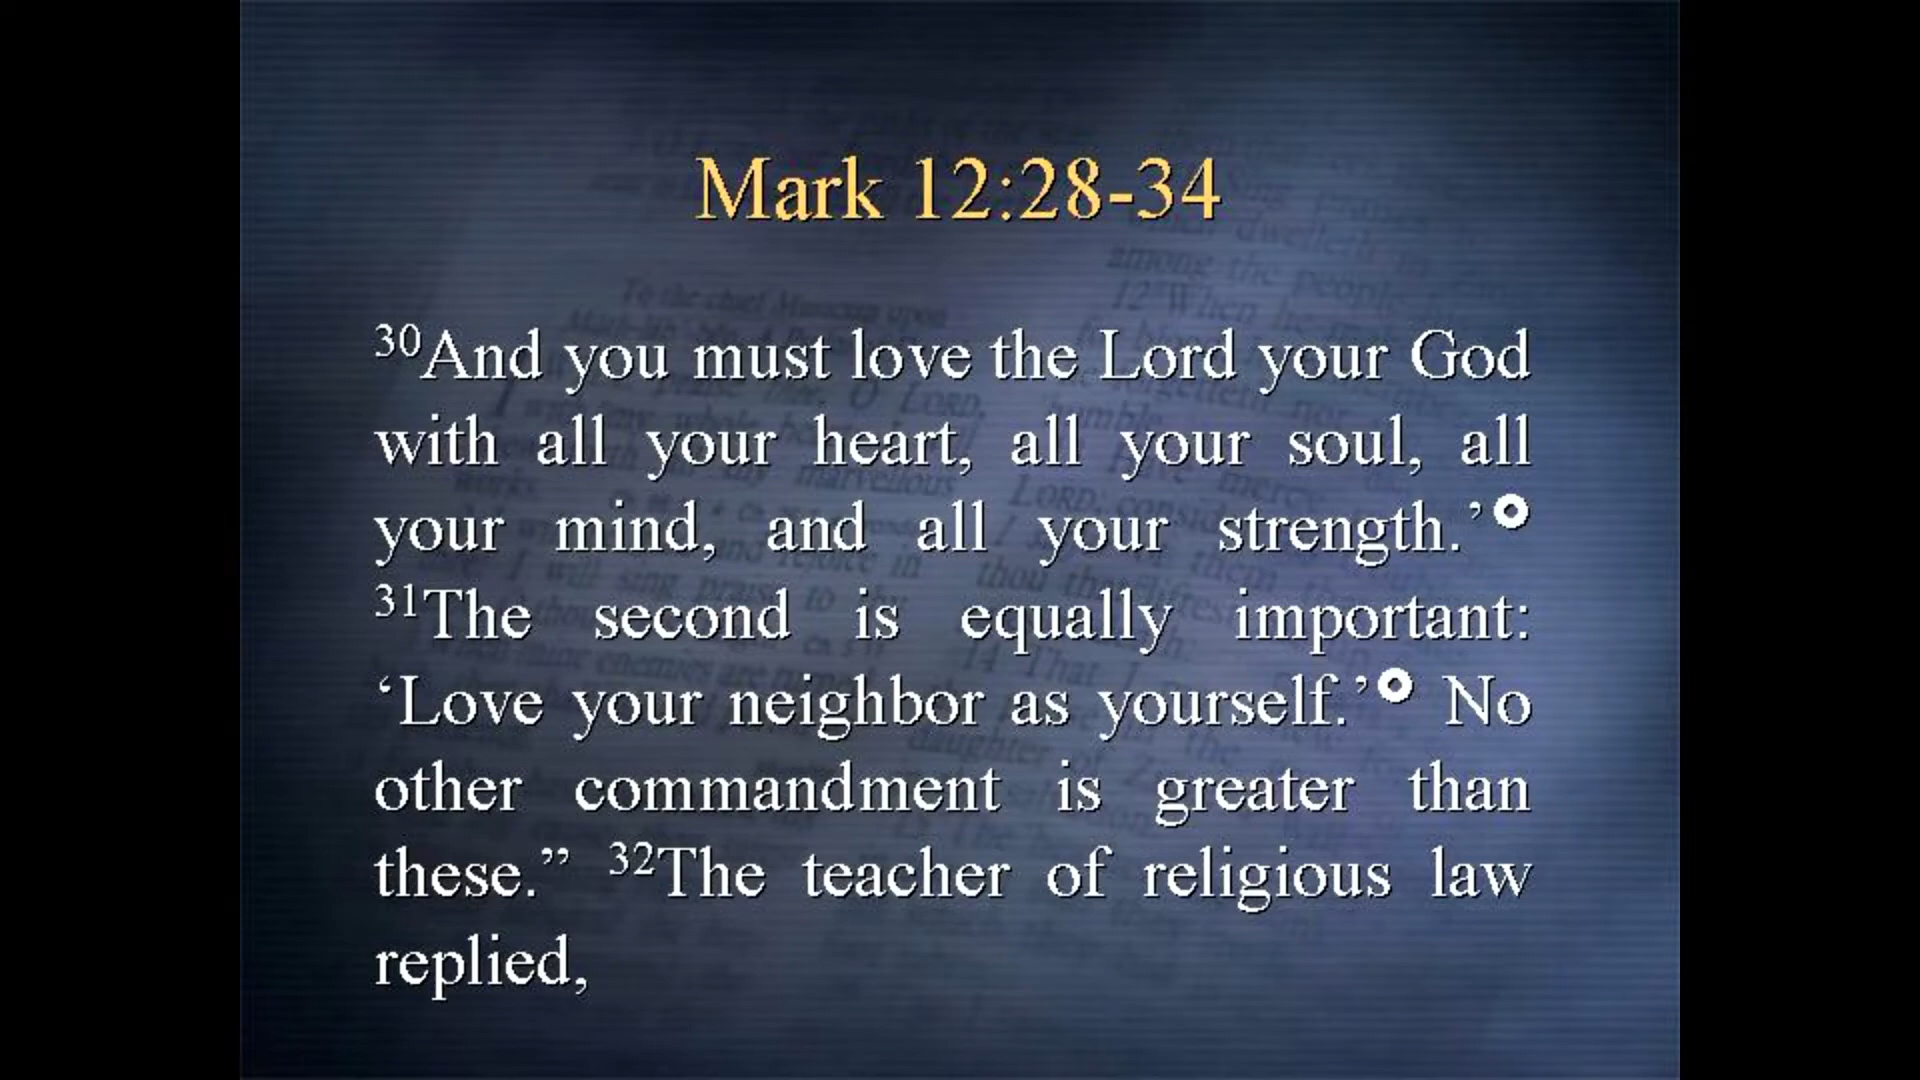 Mark 12:28-34
³⁰And you must love the Lord your God
with all your heart, all your soul, all
your mind, and all your strength.’
³¹The second is equally important:
‘Love your neighbor as yourself.’ No
other commandment is greater than
these.” ³²The teacher of religious law
replied,